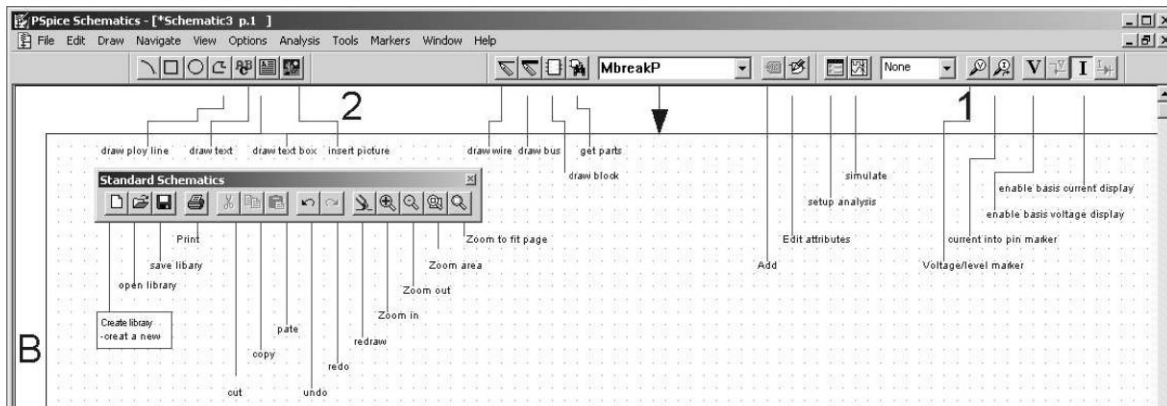 PSpice Schematics - [*Schematic3 p.1 ]
File Edit Draw Navigate View Options Analysis Tools Markers Window Help
MbreakP None V I
2 1
draw ploy line draw text draw text box insert picture draw wire draw bus get parts
draw block simulate
Standard Schematics
enable basis current display
setup analysis
enable basis voltage display
Print Zoom to fit page Edit attributes current into pin marker
save libary Zoom area Add Voltage/level marker
open library Zoom out
Create library
-creat a new
Zoom in
pate
redraw
B
copy
redo
cut undo